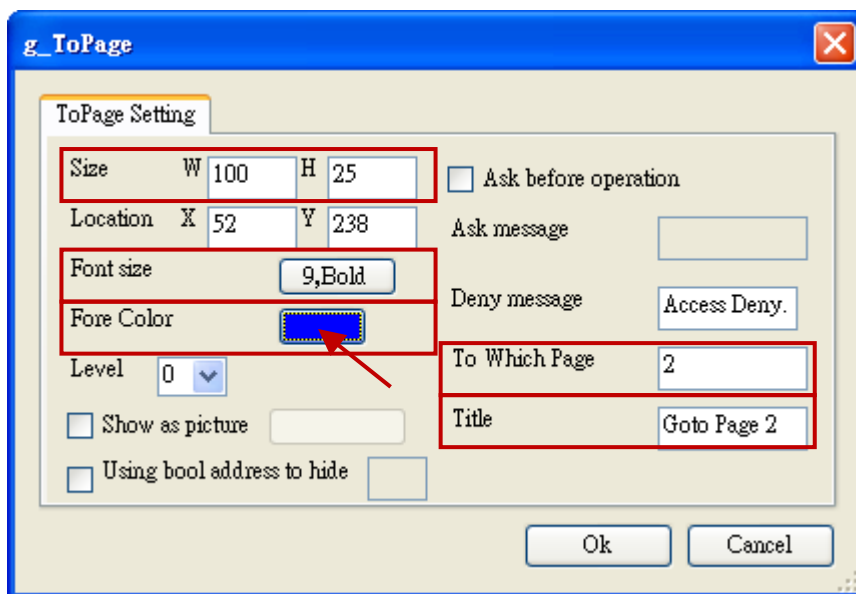 g_ToPage
ToPage Setting
Size W 100 H 25
Location X 52 Y 238
Font size 9,Bold
Fore Color
Level 0
Show as picture
Using bool address to hide
Ask before operation
Ask message
Deny message Access Deny.
To Which Page 2
Title Goto Page 2
Ok Cancel